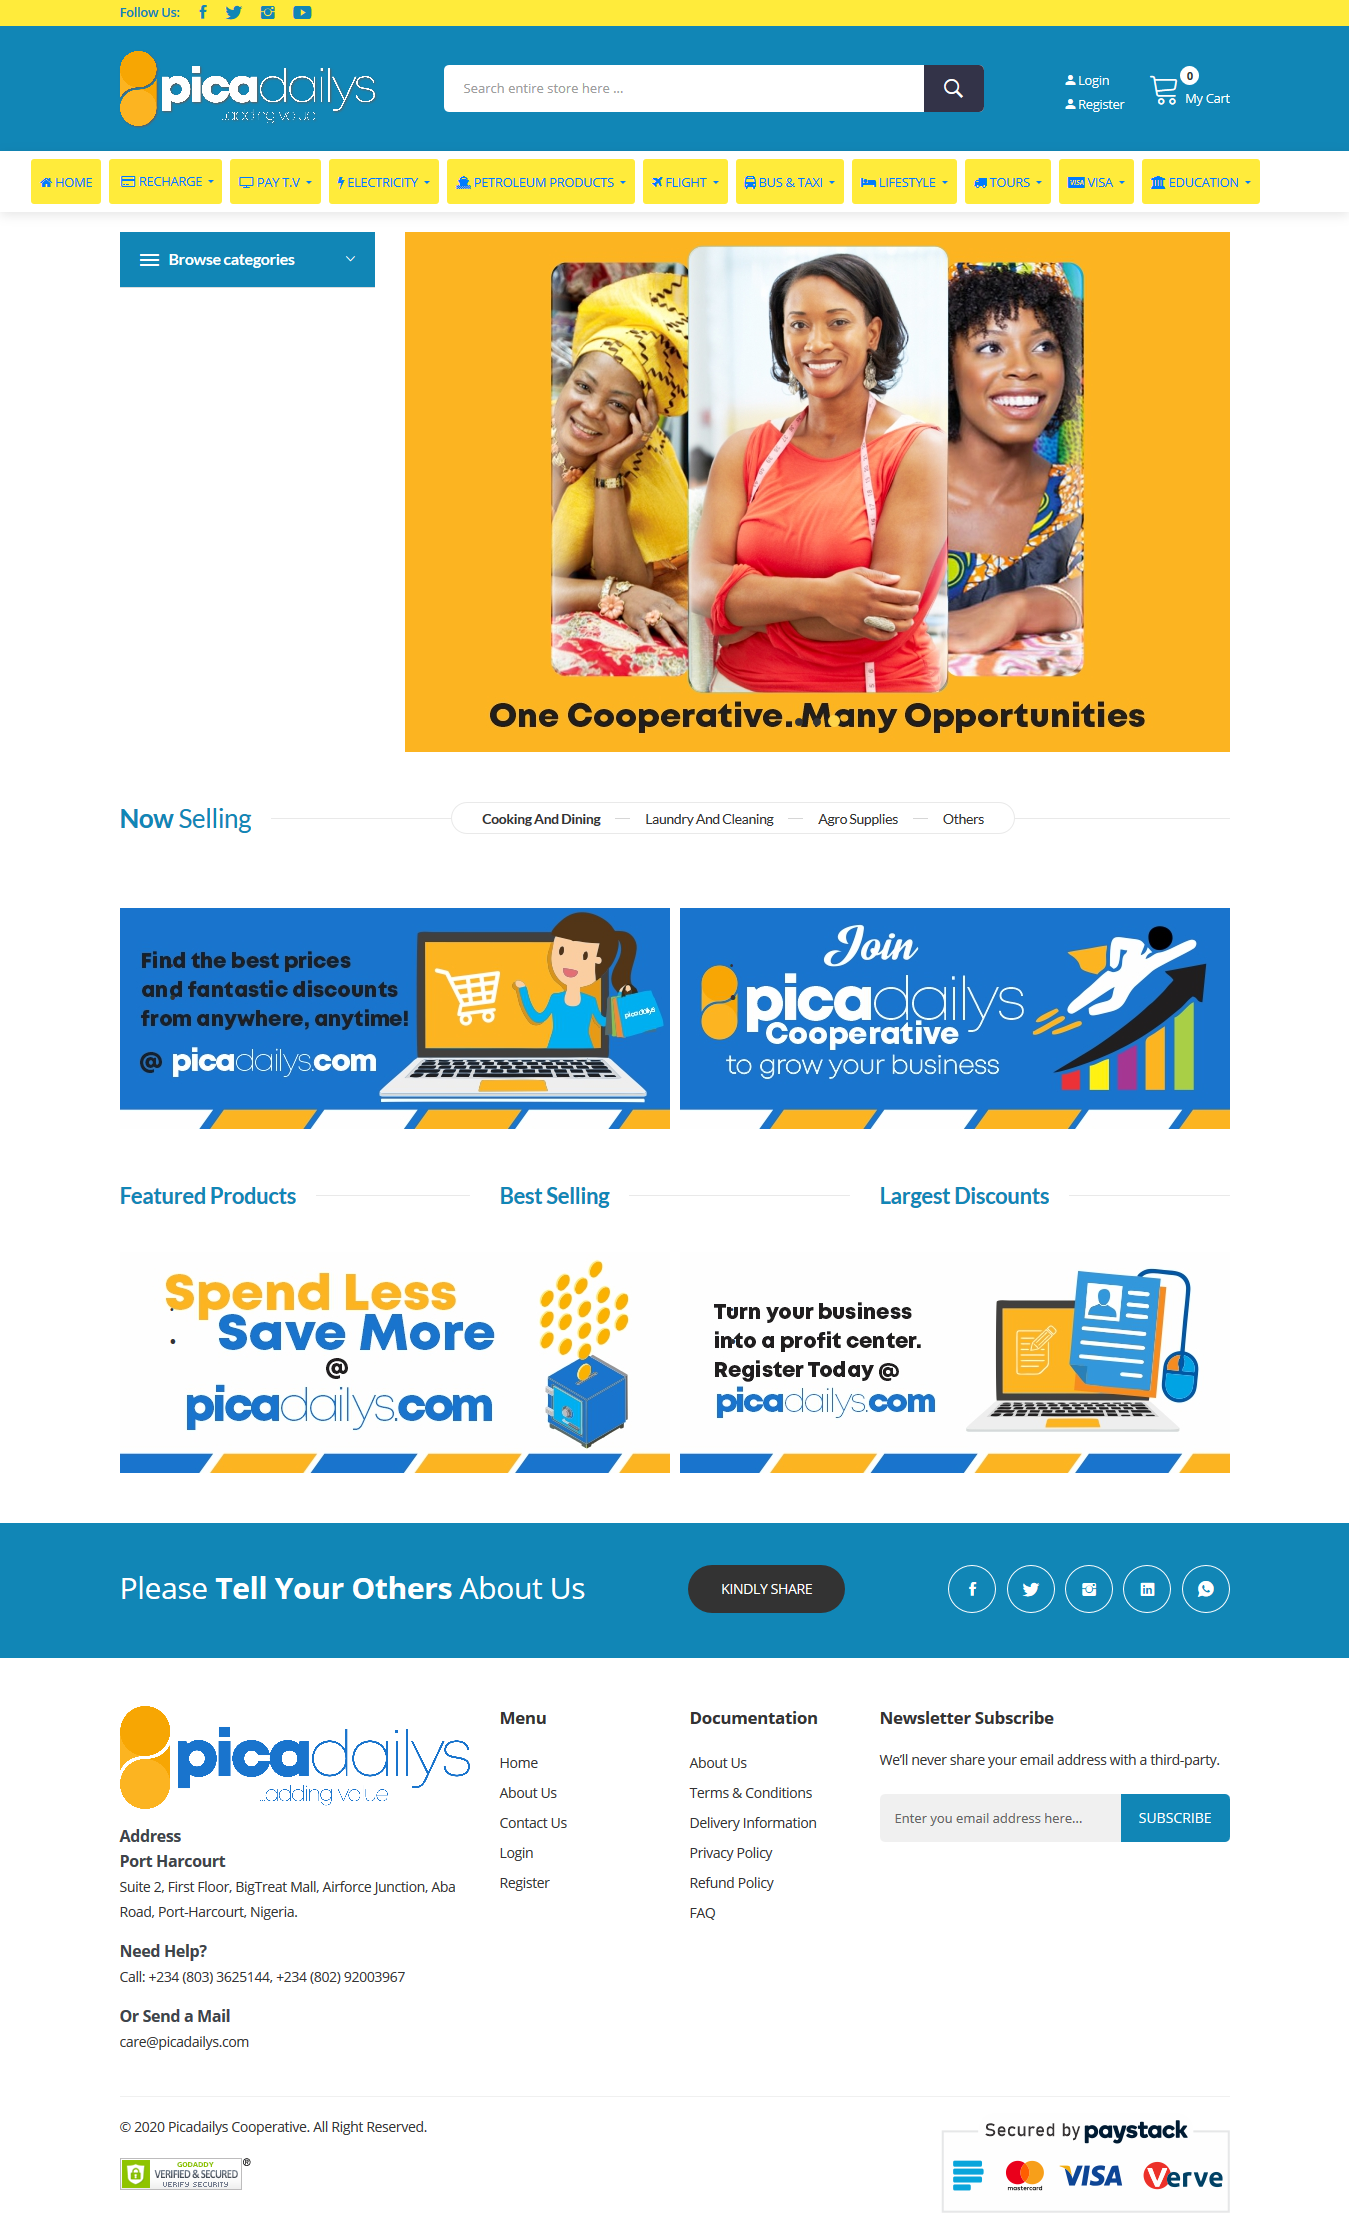 Follow Us:
picadailys
...adding value
Search entire store here ...
Login
Register
0
My Cart
HOME
RECHARGE
PAY T.V
ELECTRICITY
PETROLEUM PRODUCTS
FLIGHT
BUS & TAXI
LIFESTYLE
TOURS
VISA VISA
EDUCATION
Browse categories
One Cooperative..Many Opportunities
Now Selling
Cooking And Dining
Laundry And Cleaning
Agro Supplies
Others
Find the best prices
and fantastic discounts
from anywhere, anytime!
@ picadailys.com
picadailys
Join
picadailys
Cooperative
to grow your business
Featured Products
Best Selling
Largest Discounts
Spend Less
Save More
@
picadailys.com
Turn your business
into a profit center.
Register Today @
picadailys.com
Please Tell Your Others About Us
KINDLY SHARE
picadailys
...adding value
Address
Port Harcourt
Suite 2, First Floor, BigTreat Mall, Airforce Junction, Aba
Road, Port-Harcourt, Nigeria.
Need Help?
Call: +234 (803) 3625144, +234 (802) 92003967
Or Send a Mail
care@picadailys.com
Menu
Home
About Us
Contact Us
Login
Register
Documentation
About Us
Terms & Conditions
Delivery Information
Privacy Policy
Refund Policy
FAQ
Newsletter Subscribe
We'll never share your email address with a third-party.
Enter you email address here...
SUBSCRIBE
© 2020 Picadailys Cooperative. All Right Reserved.
GODADDY
VERIFIED & SECURED
VERIFY SECURITY
®
Secured by paystack
mastercard
VISA
Verve